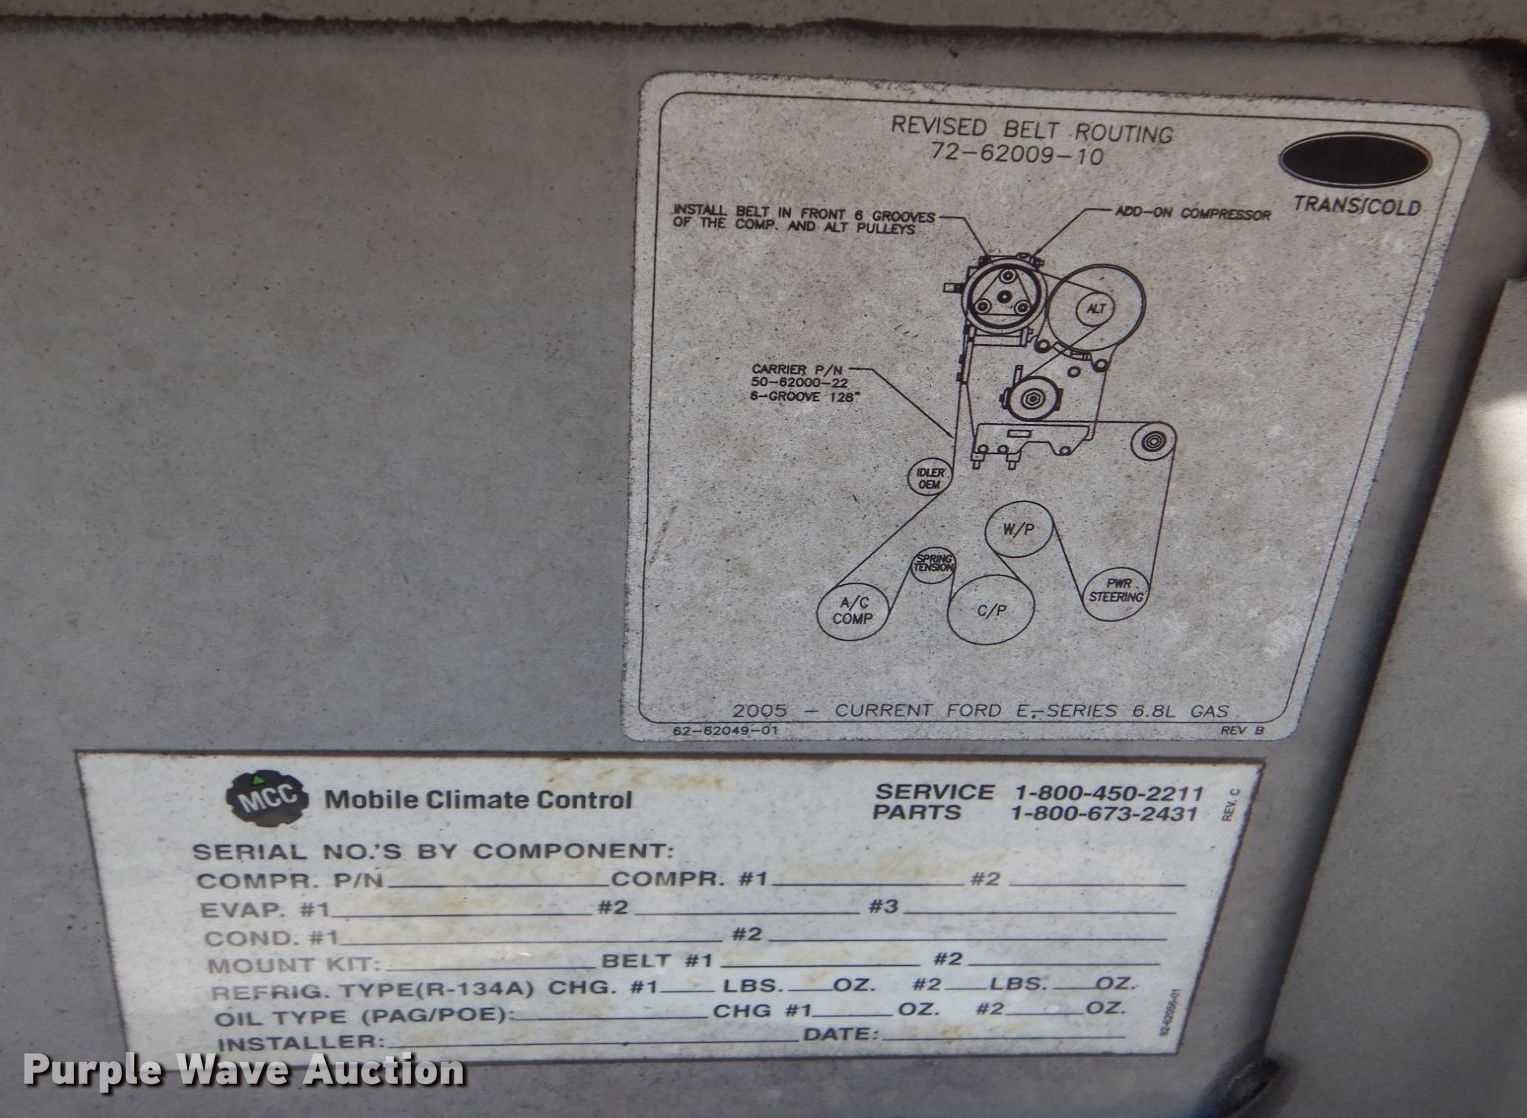 REVISED BELT ROUTING
72-62009-10
TRANSICOLD
INSTALL BELT IN FRONT 6 GROOVES
OF THE COMP. AND ALT PULLEYS
ADD-ON COMPRESSOR
ALT
CARRIER P/N
50-62000-22
6-GROOVE 128"
IDLER
OEM
W/P
SPRING
TENSION
PWR
STEERING
A/C
COMP
C/P
2005 - CURRENT FORD E-SERIES 6.8L GAS
62-62049-01 REV B
MCC Mobile Climate Control
SERVICE 1-800-450-2211
PARTS 1-800-673-2431
REV. C
SERIAL NO.'S BY COMPONENT:
COMPR. P/N COMPR. #1 #2
EVAP. #1 #2 #3
COND. #1 #2
MOUNT KIT: BELT #1 #2
REFRIG. TYPE(R-134A) CHG. #1 LBS. OZ. #2 LBS. OZ.
OIL TYPE (PAG/POE): CHG #1 OZ. #2 OZ.
INSTALLER: DATE:
Purple Wave Auction